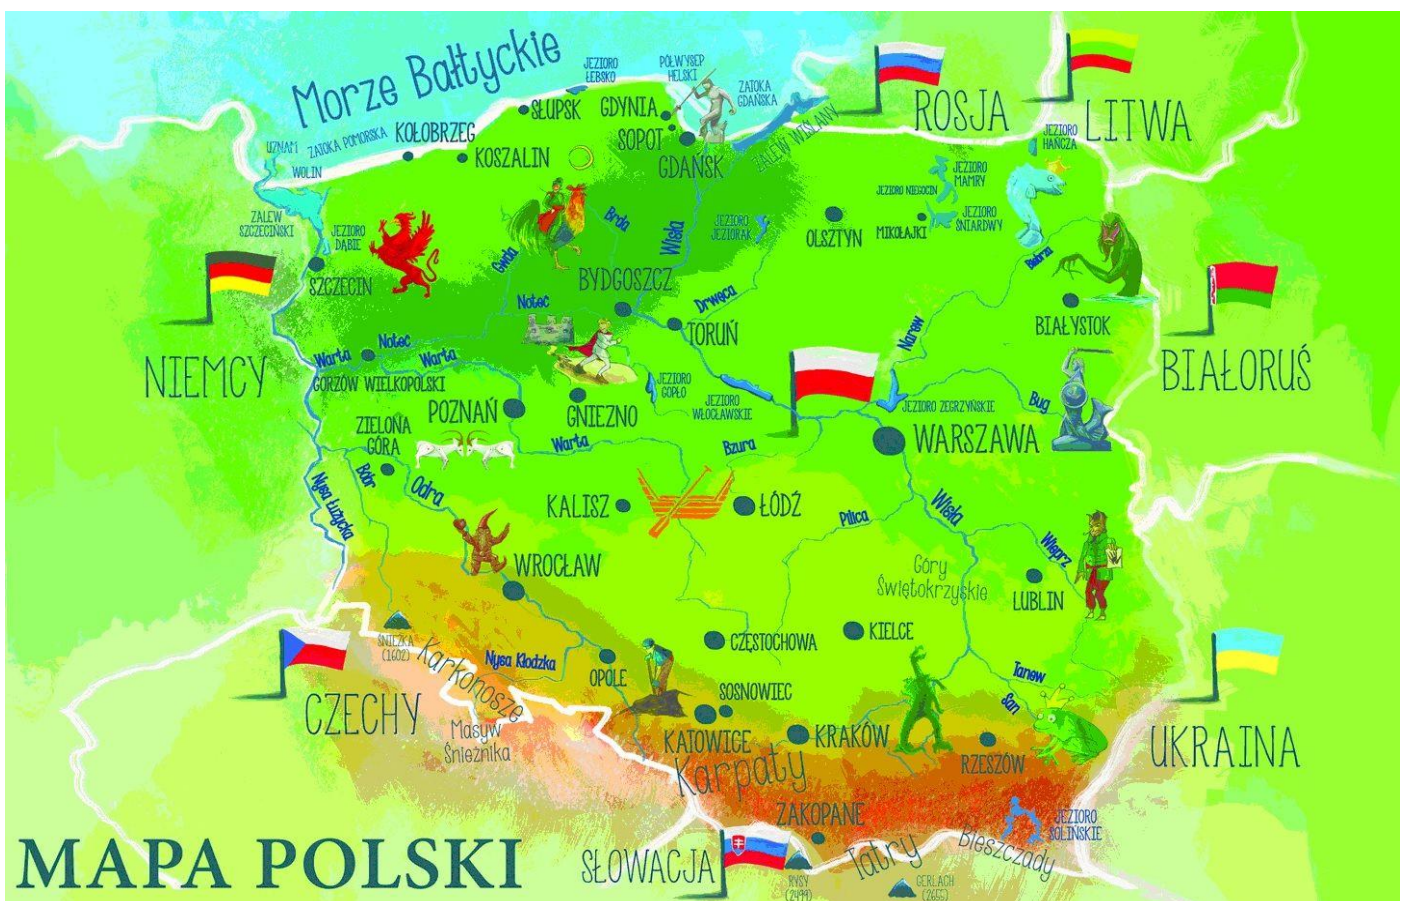 Morze Bałtyckie
JEZIORO
ŁEBSKO
PÓŁWYSEP
HELSKI
ZATOKA
GDAŃSKA
ROSJA
LITWA
SŁUPSK
GDYNIA
SOPOT
GDAŃSK
ZALEW WIŚLANY
ZATOKA POMORSKA
KOŁOBRZEG
KOSZALIN
UZNAM
WOLIN
JEZIORO
HAŃCZA
JEZIORO
MAMRY
JEZIORO NIEGOCIN
JEZIORO
ŚNIARDWY
MIKOŁAJKI
OLSZTYN
JEZIORO
JEZIORAK
ZALEW
SZCZECIŃSKI
JEZIORO
DĄBIE
SZCZECIN
Gwda
Brda
Wisła
Biebrza
BYDGOSZCZ
Noteć
Drwęca
TORUŃ
Narew
BIAŁYSTOK
BIAŁORUŚ
NIEMCY
Warta
Noteć
Warta
GORZÓW WIELKOPOLSKI
POZNAŃ
GNIEZNO
JEZIORO
GOPŁO
JEZIORO
WŁOCŁAWSKIE
JEZIORO ZEGRZYŃSKIE
Bug
WARSZAWA
ZIELONA
GÓRA
Warta
Bzura
Bóbr
Odra
Nysa Łużycka
KALISZ
ŁÓDŹ
Pilica
Wisła
Wieprz
WROCŁAW
Góry
Świętokrzyskie
LUBLIN
ŚNIEŻKA
(1602)
Karkonosze
Nysa Kłodzka
OPOLE
CZĘSTOCHOWA
KIELCE
CZECHY
Masyw
Śnieżnika
SOSNOWIEC
KATOWICE
KRAKÓW
Tanew
San
RZESZÓW
UKRAINA
Karpaty
ZAKOPANE
JEZIORO
SOLIŃSKIE
Tatry
Bieszczady
MAPA POLSKI
SŁOWACJA
RYSY
(2499)
GERLACH
(2655)